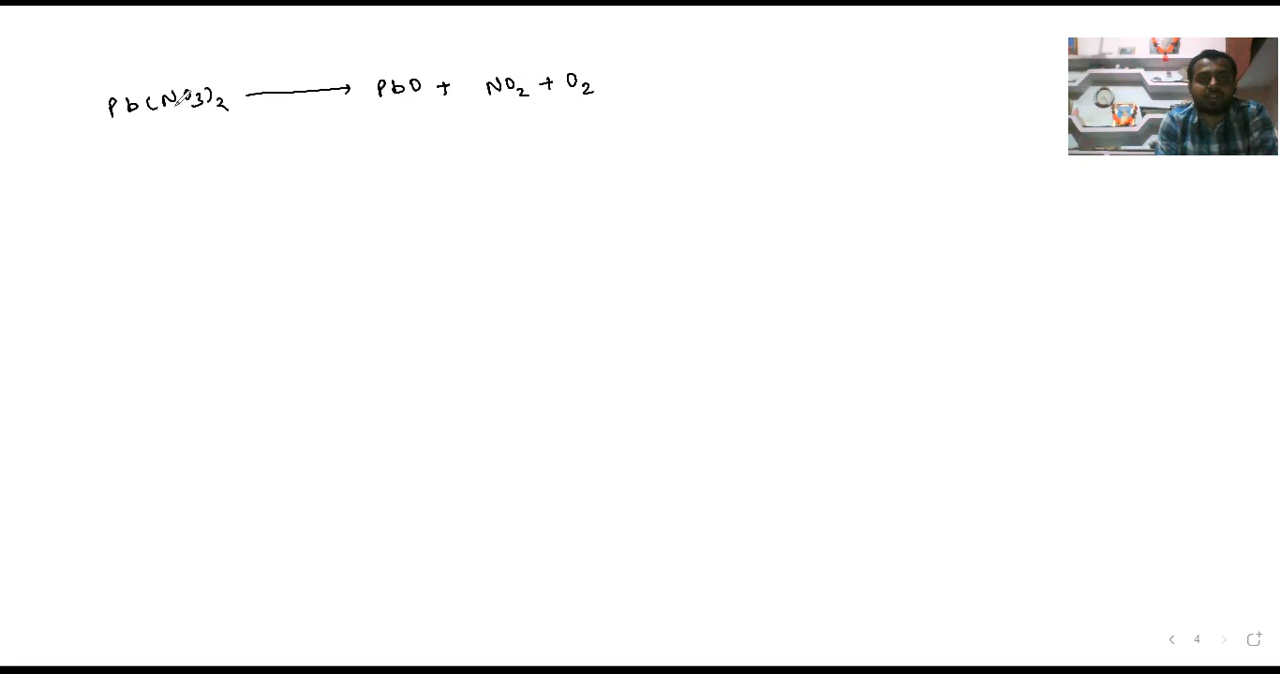 Pb(NO3)2 ⟶ PbO + NO2 + O2
4